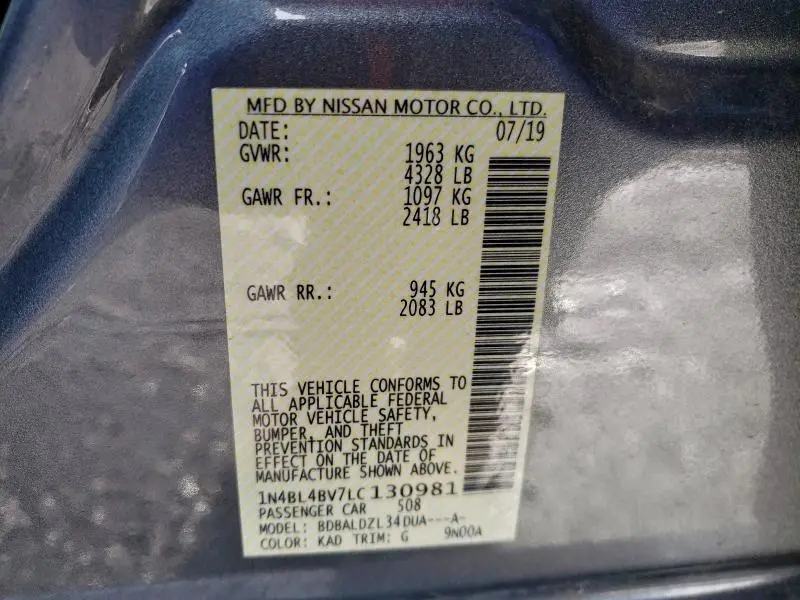 MFD BY NISSAN MOTOR CO., LTD.
DATE: 07/19
GVWR: 1963 KG
4328 LB
GAWR FR.: 1097 KG
2418 LB
GAWR RR.: 945 KG
2083 LB
THIS VEHICLE CONFORMS TO
ALL APPLICABLE FEDERAL
MOTOR VEHICLE SAFETY,
BUMPER, AND THEFT
PREVENTION STANDARDS IN
EFFECT ON THE DATE OF
MANUFACTURE SHOWN ABOVE.
1N4BL4BV7LC130981
PASSENGER CAR 508
MODEL: BDBALDZL34DUA---A-
COLOR: KAD TRIM: G 9N00A